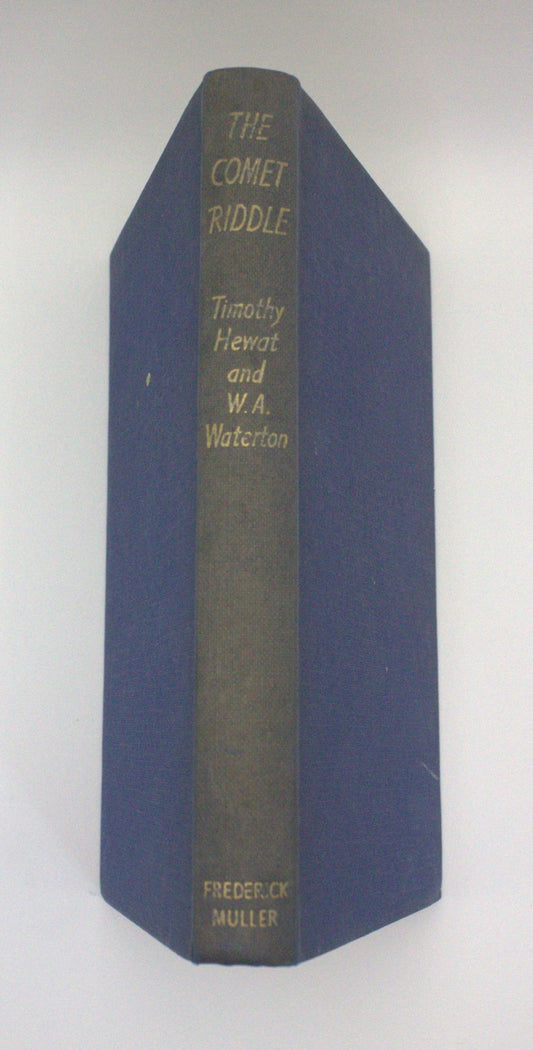 THE
COMET
RIDDLE
Timothy
Hewat
and
W. A.
Waterton
FREDERICK
MULLER